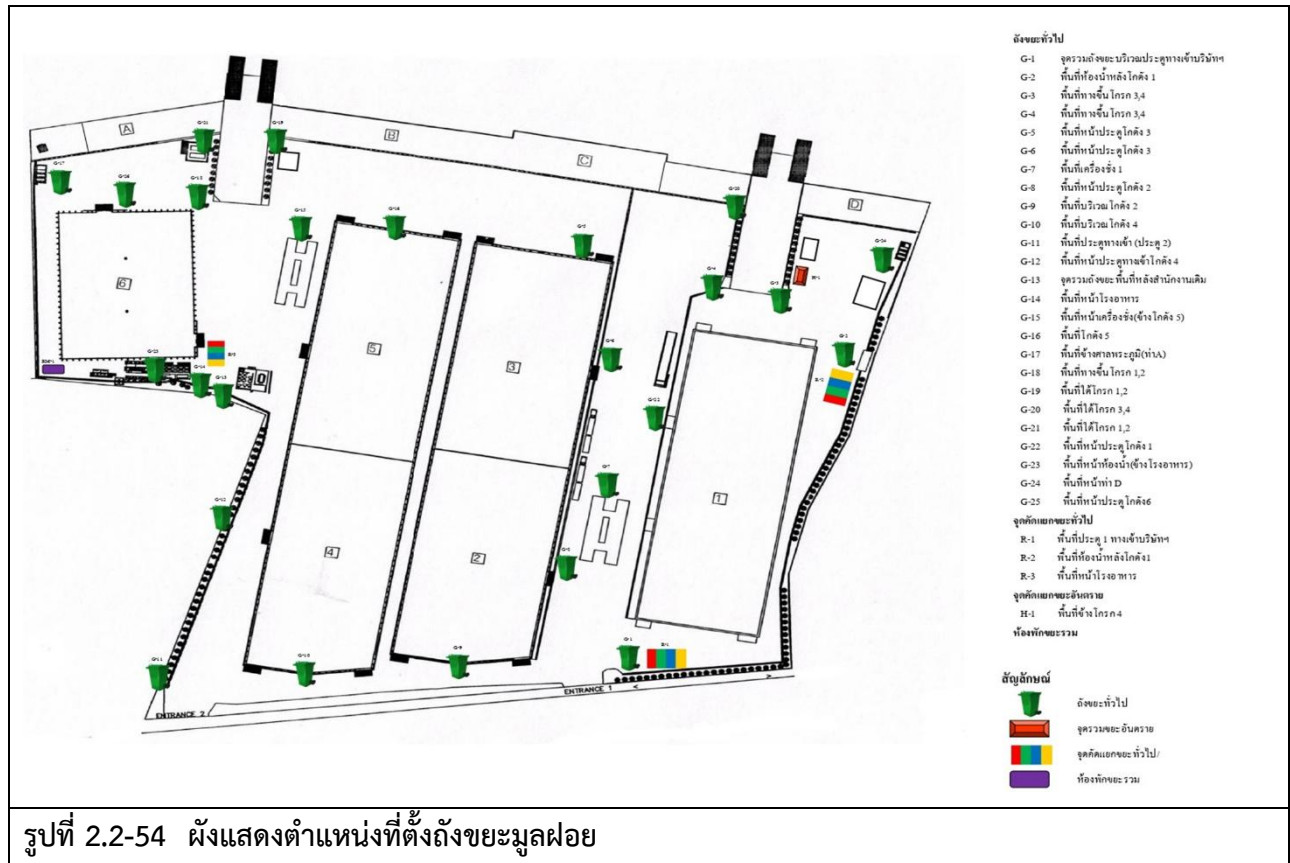 ถังขยะทั่วไป
G-1 จุดรวมถังขยะบริเวณประตูทางเข้าบริษัทฯ
G-2 พื้นที่ห้องน้ำหลังโกดัง 1
G-3 พื้นที่ทางขึ้นโกรก 3,4
G-4 พื้นที่ทางขึ้นโกรก 3,4
G-5 พื้นที่หน้าประตูโกดัง 3
G-6 พื้นที่หน้าประตูโกดัง 3
G-7 พื้นที่เครื่องชั่ง 1
G-8 พื้นที่หน้าประตูโกดัง 2
G-9 พื้นที่บริเวณโกดัง 2
G-10 พื้นที่บริเวณโกดัง 4
G-11 พื้นที่ประตูทางเข้า (ประตู 2)
G-12 พื้นที่หน้าประตูทางเข้าโกดัง 4
G-13 จุดรวมถังขยะพื้นที่หลังสำนักงานเดิม
G-14 พื้นที่หน้าโรงอาหาร
G-15 พื้นที่หน้าเครื่องชั่ง(ข้างโกดัง 5)
G-16 พื้นที่โกดัง 5
G-17 พื้นที่ข้างศาลพระภูมิ(ท่าA)
G-18 พื้นที่ทางขึ้นโกรก 1,2
G-19 พื้นที่ใต้โกรก 1,2
G-20 พื้นที่ใต้โกรก 3,4
G-21 พื้นที่ใต้โกรก 1,2
G-22 พื้นที่หน้าประตูโกดัง 1
G-23 พื้นที่หน้าห้องน้ำ(ข้างโรงอาหาร)
G-24 พื้นที่หน้าท่า D
G-25 พื้นที่หน้าประตูโกดัง6
จุดคัดแยกขยะทั่วไป
R-1 พื้นที่ประตู 1 ทางเข้าบริษัทฯ
R-2 พื้นที่ห้องน้ำหลังโกดัง1
R-3 พื้นที่หน้าโรงอาหาร
จุดคัดแยกขยะอันตราย
H-1 พื้นที่ข้างโกรก 4
ห้องพักขยะรวม
สัญลักษณ์
ถังขยะทั่วไป
จุดรวมขยะอันตราย
จุดคัดแยกขยะทั่วไป/
ห้องพักขยะรวม
A
B
C
D
G-21
G-19
G-17
G-18
G-15
G-16
G-5
G-4
G-3
G-24
H-1
6
5
3
G-6
G-2
R-2
G-23
G-14
G-13
R-3
G-22
G-12
G-7
1
4
2
G-8
G-11
G-10
G-9
G-1
R-1
ENTRANCE 1 < >
ENTRANCE 2
รูปที่ 2.2-54 ผังแสดงตำแหน่งที่ตั้งถังขยะมูลฝอย